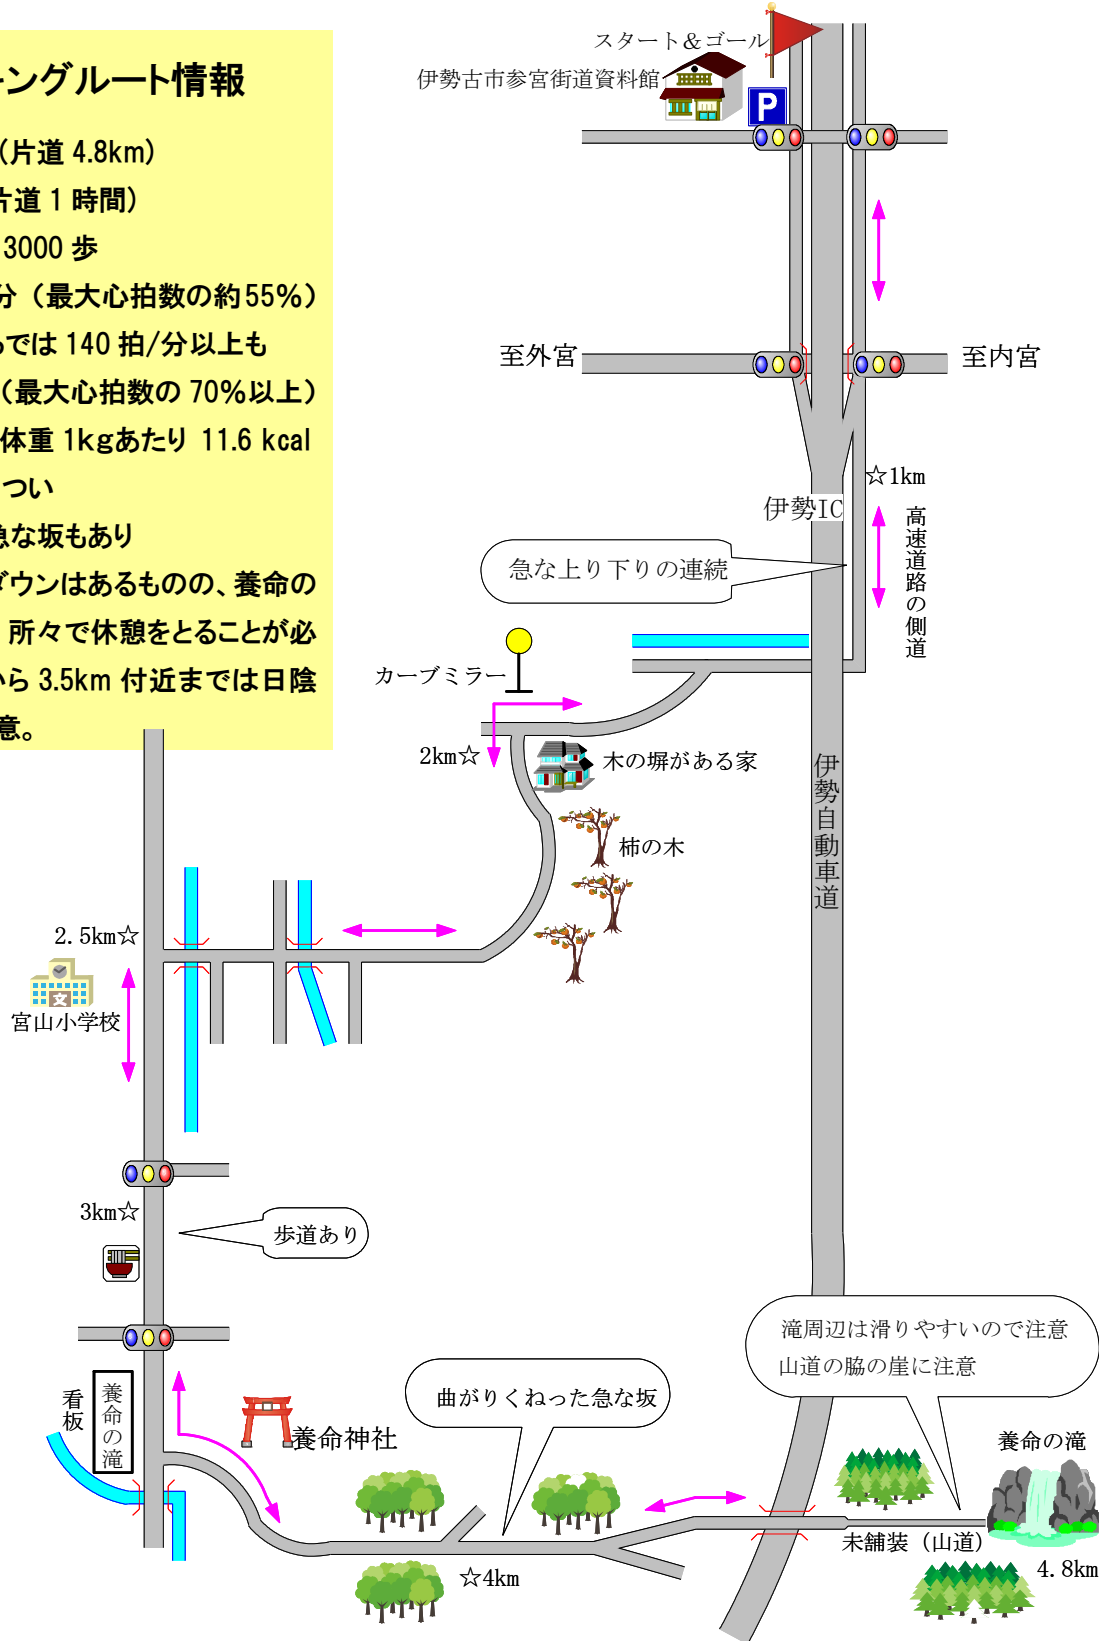 スタート＆ゴール
伊勢古市参宮街道資料館
P
ングルート情報
（片道 4.8km）
片道 1 時間）
3000 歩
分（最大心拍数の約55%）
では 140 拍/分以上も
（最大心拍数の 70%以上）
体重 1kgあたり 11.6 kcal
つい
急な坂もあり
ダウンはあるものの、養命の
所々で休憩をとることが必
から 3.5km 付近までは日陰
意。
至外宮
至内宮
☆1km
伊勢IC
高速道路の側道
急な上り下りの連続
カーブミラー
2km☆
木の塀がある家
伊勢自動車道
柿の木
2.5km☆
文
宮山小学校
3km☆
歩道あり
滝周辺は滑りやすいので注意
山道の脇の崖に注意
看板
養命の滝
養命神社
曲がりくねった急な坂
養命の滝
未舗装（山道）
4.8km
☆4km